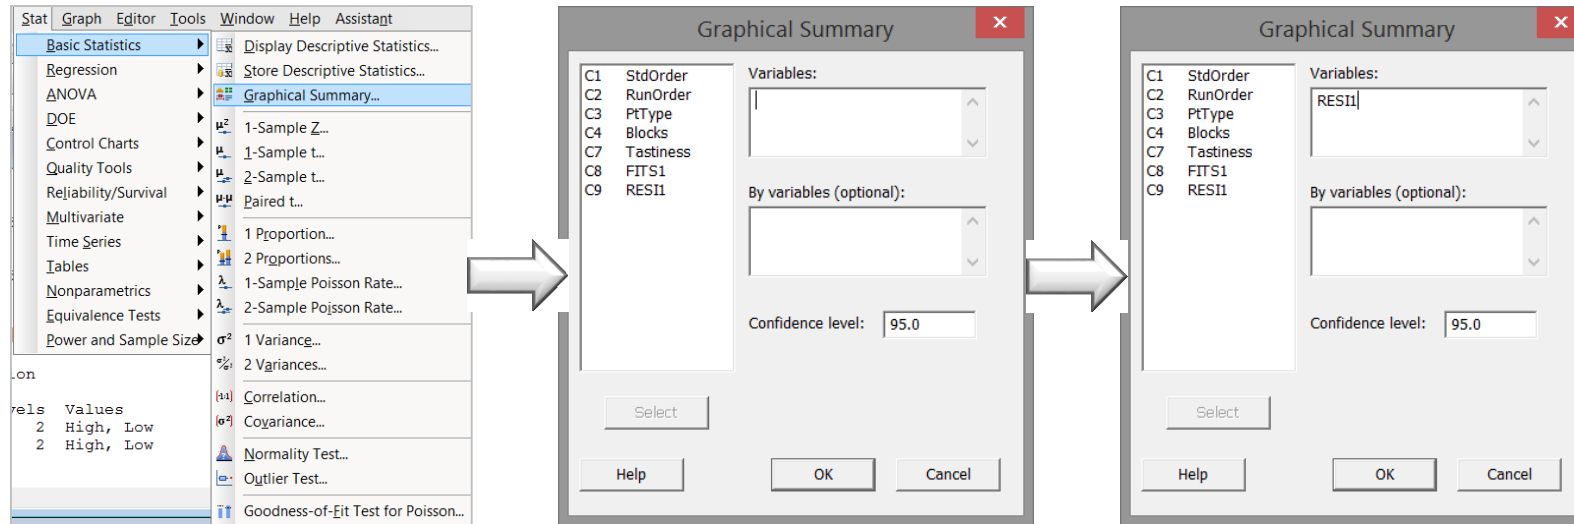 Stat Graph Editor Tools Window Help Assistant
Basic Statistics
Regression
ANOVA
DOE
Control Charts
Quality Tools
Reliability/Survival
Multivariate
Time Series
Tables
Nonparametrics
Equivalence Tests
Power and Sample Size
.on
Values
2 High, Low
2 High, Low
Display Descriptive Statistics...
Store Descriptive Statistics...
Graphical Summary...
1-Sample Z...
1-Sample t...
2-Sample t...
Paired t...
1 Proportion...
2 Proportions...
1-Sample Poisson Rate...
2-Sample Poisson Rate...
σ² 1 Variance...
2 Variances...
Correlation...
Covariance...
Normality Test...
Outlier Test...
Goodness-of-Fit Test for Poisson...
Graphical Summary
C1 StdOrder
C2 RunOrder
C3 PtType
C4 Blocks
C7 Tastiness
C8 FITS1
C9 RESI1
Variables:
By variables (optional):
Confidence level: 95.0
Select
Help
OK
Cancel
Graphical Summary
C1 StdOrder
C2 RunOrder
C3 PtType
C4 Blocks
C7 Tastiness
C8 FITS1
C9 RESI1
Variables:
RESI1
By variables (optional):
Confidence level: 95.0
Select
Help
OK
Cancel